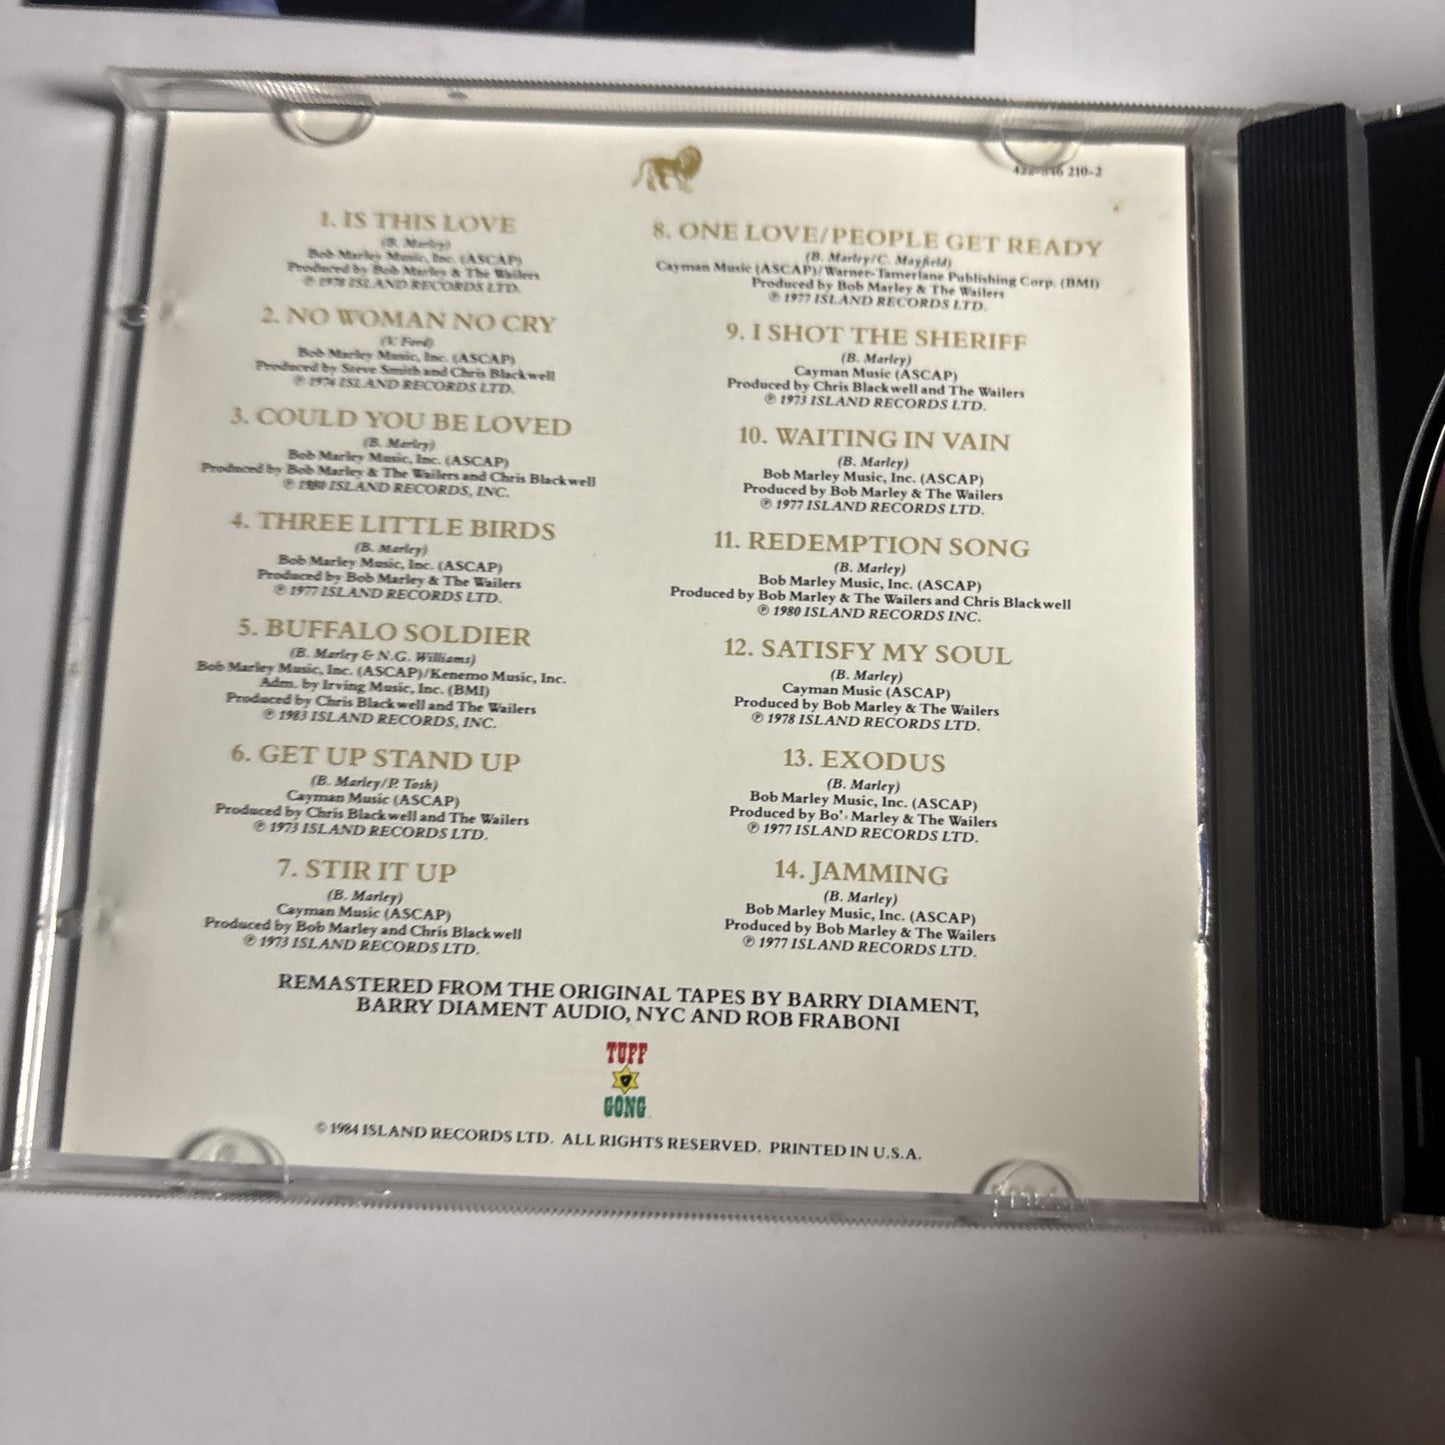 422-846 210-2
1. IS THIS LOVE
(B. Marley)
Bob Marley Music, Inc. (ASCAP)
Produced by Bob Marley & The Wailers
℗ 1978 ISLAND RECORDS LTD.
2. NO WOMAN NO CRY
(V. Ford)
Bob Marley Music, Inc. (ASCAP)
Produced by Steve Smith and Chris Blackwell
℗ 1974 ISLAND RECORDS LTD.
3. COULD YOU BE LOVED
(B. Marley)
Bob Marley Music, Inc. (ASCAP)
Produced by Bob Marley & The Wailers and Chris Blackwell
℗ 1980 ISLAND RECORDS, INC.
4. THREE LITTLE BIRDS
(B. Marley)
Bob Marley Music, Inc. (ASCAP)
Produced by Bob Marley & The Wailers
℗ 1977 ISLAND RECORDS LTD.
5. BUFFALO SOLDIER
(B. Marley & N.G. Williams)
Bob Marley Music, Inc. (ASCAP)/Kenemo Music, Inc.
Adm. by Irving Music, Inc. (BMI)
Produced by Chris Blackwell and The Wailers
℗ 1983 ISLAND RECORDS, INC.
6. GET UP STAND UP
(B. Marley/P. Tosh)
Cayman Music (ASCAP)
Produced by Chris Blackwell and The Wailers
℗ 1973 ISLAND RECORDS LTD.
7. STIR IT UP
(B. Marley)
Cayman Music (ASCAP)
Produced by Bob Marley and Chris Blackwell
℗ 1973 ISLAND RECORDS LTD.
8. ONE LOVE/PEOPLE GET READY
(B. Marley/C. Mayfield)
Cayman Music (ASCAP)/Warner-Tamerlane Publishing Corp. (BMI)
Produced by Bob Marley & The Wailers
℗ 1977 ISLAND RECORDS LTD.
9. I SHOT THE SHERIFF
(B. Marley)
Cayman Music (ASCAP)
Produced by Chris Blackwell and The Wailers
℗ 1973 ISLAND RECORDS LTD.
10. WAITING IN VAIN
(B. Marley)
Bob Marley Music, Inc. (ASCAP)
Produced by Bob Marley & The Wailers
℗ 1977 ISLAND RECORDS LTD.
11. REDEMPTION SONG
(B. Marley)
Bob Marley Music, Inc. (ASCAP)
Produced by Bob Marley & The Wailers and Chris Blackwell
℗ 1980 ISLAND RECORDS INC.
12. SATISFY MY SOUL
(B. Marley)
Cayman Music (ASCAP)
Produced by Bob Marley & The Wailers
℗ 1978 ISLAND RECORDS LTD.
13. EXODUS
(B. Marley)
Bob Marley Music, Inc. (ASCAP)
Produced by Bob Marley & The Wailers
℗ 1977 ISLAND RECORDS LTD.
14. JAMMING
(B. Marley)
Bob Marley Music, Inc. (ASCAP)
Produced by Bob Marley & The Wailers
℗ 1977 ISLAND RECORDS LTD.
REMASTERED FROM THE ORIGINAL TAPES BY BARRY DIAMENT,
BARRY DIAMENT AUDIO, NYC AND ROB FRABONI
TUFF
GONG
© 1984 ISLAND RECORDS LTD. ALL RIGHTS RESERVED. PRINTED IN U.S.A.